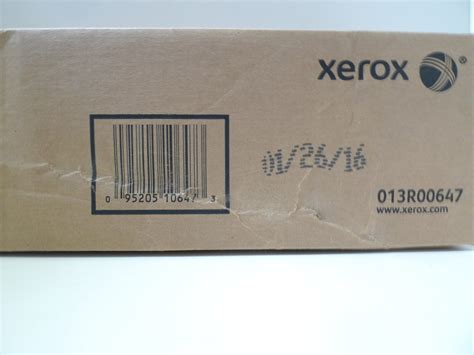 xerox ®
01/26/16
0 95205 10647 3
013R00647
www.xerox.com